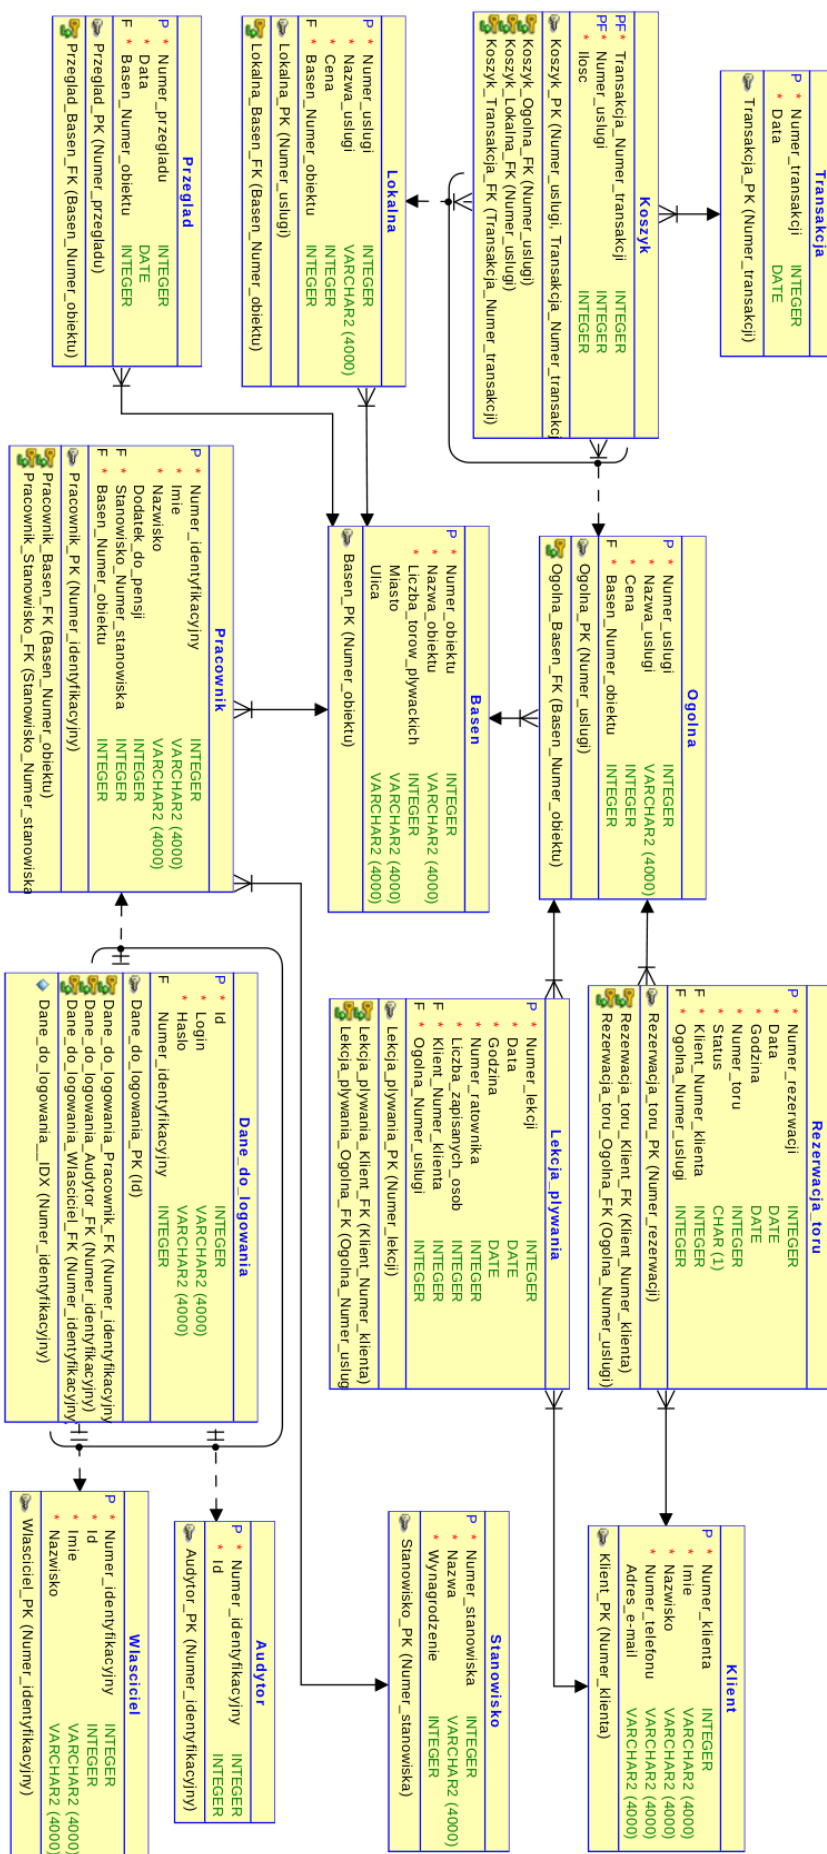 Transakcja
P * Numer_transakcji INTEGER
* Data DATE
Transakcja_PK (Numer_transakcji)
Koszyk
PF* Transakcja_Numer_transakcji INTEGER
PF* Numer_uslugi INTEGER
* Ilosc INTEGER
Koszyk_PK (Numer_uslugi, Transakcja_Numer_transakcj
Koszyk_Ogolna_FK (Numer_uslugi)
Koszyk_Lokalna_FK (Numer_uslugi)
Koszyk_Transakcja_FK (Transakcja_Numer_transakcji)
Lokalna
P * Numer_uslugi INTEGER
* Nazwa_uslugi VARCHAR2 (4000)
* Cena INTEGER
F * Basen_Numer_obiektu INTEGER
Lokalna_PK (Numer_uslugi)
Lokalna_Basen_FK (Basen_Numer_obiektu)
Przeglad
P * Numer_przegladu INTEGER
* Data DATE
F * Basen_Numer_obiektu INTEGER
Przeglad_PK (Numer_przegladu)
Przeglad_Basen_FK (Basen_Numer_obiektu)
Ogolna
P * Numer_uslugi INTEGER
* Nazwa_uslugi VARCHAR2 (4000)
* Cena INTEGER
F * Basen_Numer_obiektu INTEGER
Ogolna_PK (Numer_uslugi)
Ogolna_Basen_FK (Basen_Numer_obiektu)
Basen
P * Numer_obiektu INTEGER
* Nazwa_obiektu VARCHAR2 (4000)
* Liczba_torow_plywackich INTEGER
Miasto VARCHAR2 (4000)
Ulica VARCHAR2 (4000)
Basen_PK (Numer_obiektu)
Pracownik
P * Numer_identyfikacyjny INTEGER
* Imie VARCHAR2 (4000)
* Nazwisko VARCHAR2 (4000)
Dodatek_do_pensji INTEGER
F * Stanowisko_Numer_stanowiska INTEGER
F * Basen_Numer_obiektu INTEGER
Pracownik_PK (Numer_identyfikacyjny)
Pracownik_Basen_FK (Basen_Numer_obiektu)
Pracownik_Stanowisko_FK (Stanowisko_Numer_stanowiska
Rezerwacja_toru
P * Numer_rezerwacji INTEGER
* Data DATE
* Godzina DATE
* Numer_toru INTEGER
* Status CHAR (1)
F * Klient_Numer_klienta INTEGER
F * Ogolna_Numer_uslugi INTEGER
Rezerwacja_toru_PK (Numer_rezerwacji)
Rezerwacja_toru_Klient_FK (Klient_Numer_klienta)
Rezerwacja_toru_Ogolna_FK (Ogolna_Numer_uslugi)
Lekcja_plywania
P * Numer_lekcji INTEGER
* Data DATE
* Godzina DATE
* Numer_ratownika INTEGER
* Liczba_zapisanych_osob INTEGER
F * Klient_Numer_klienta INTEGER
F * Ogolna_Numer_uslugi INTEGER
Lekcja_plywania_PK (Numer_lekcji)
Lekcja_plywania_Klient_FK (Klient_Numer_klienta)
Lekcja_plywania_Ogolna_FK (Ogolna_Numer_uslug
Dane_do_logowania
P * Id INTEGER
* Login VARCHAR2 (4000)
* Haslo VARCHAR2 (4000)
F Numer_identyfikacyjny INTEGER
Dane_do_logowania_PK (Id)
Dane_do_logowania_Pracownik_FK (Numer_identyfikacyjny
Dane_do_logowania_Audytor_FK (Numer_identyfikacyjny)
Dane_do_logowania_Wlasciciel_FK (Numer_identyfikacyjny)
Dane_do_logowania__IDX (Numer_identyfikacyjny)
Klient
P * Numer_klienta INTEGER
* Imie VARCHAR2 (4000)
* Nazwisko VARCHAR2 (4000)
* Numer_telefonu VARCHAR2 (4000)
Adres_e-mail VARCHAR2 (4000)
Klient_PK (Numer_klienta)
Stanowisko
P * Numer_stanowiska INTEGER
* Nazwa VARCHAR2 (4000)
* Wynagrodzenie INTEGER
Stanowisko_PK (Numer_stanowiska)
Audytor
P * Numer_identyfikacyjny INTEGER
* Id INTEGER
Audytor_PK (Numer_identyfikacyjny)
Wlasciciel
P * Numer_identyfikacyjny INTEGER
* Id INTEGER
* Imie VARCHAR2 (4000)
* Nazwisko VARCHAR2 (4000)
Wlasciciel_PK (Numer_identyfikacyjny)